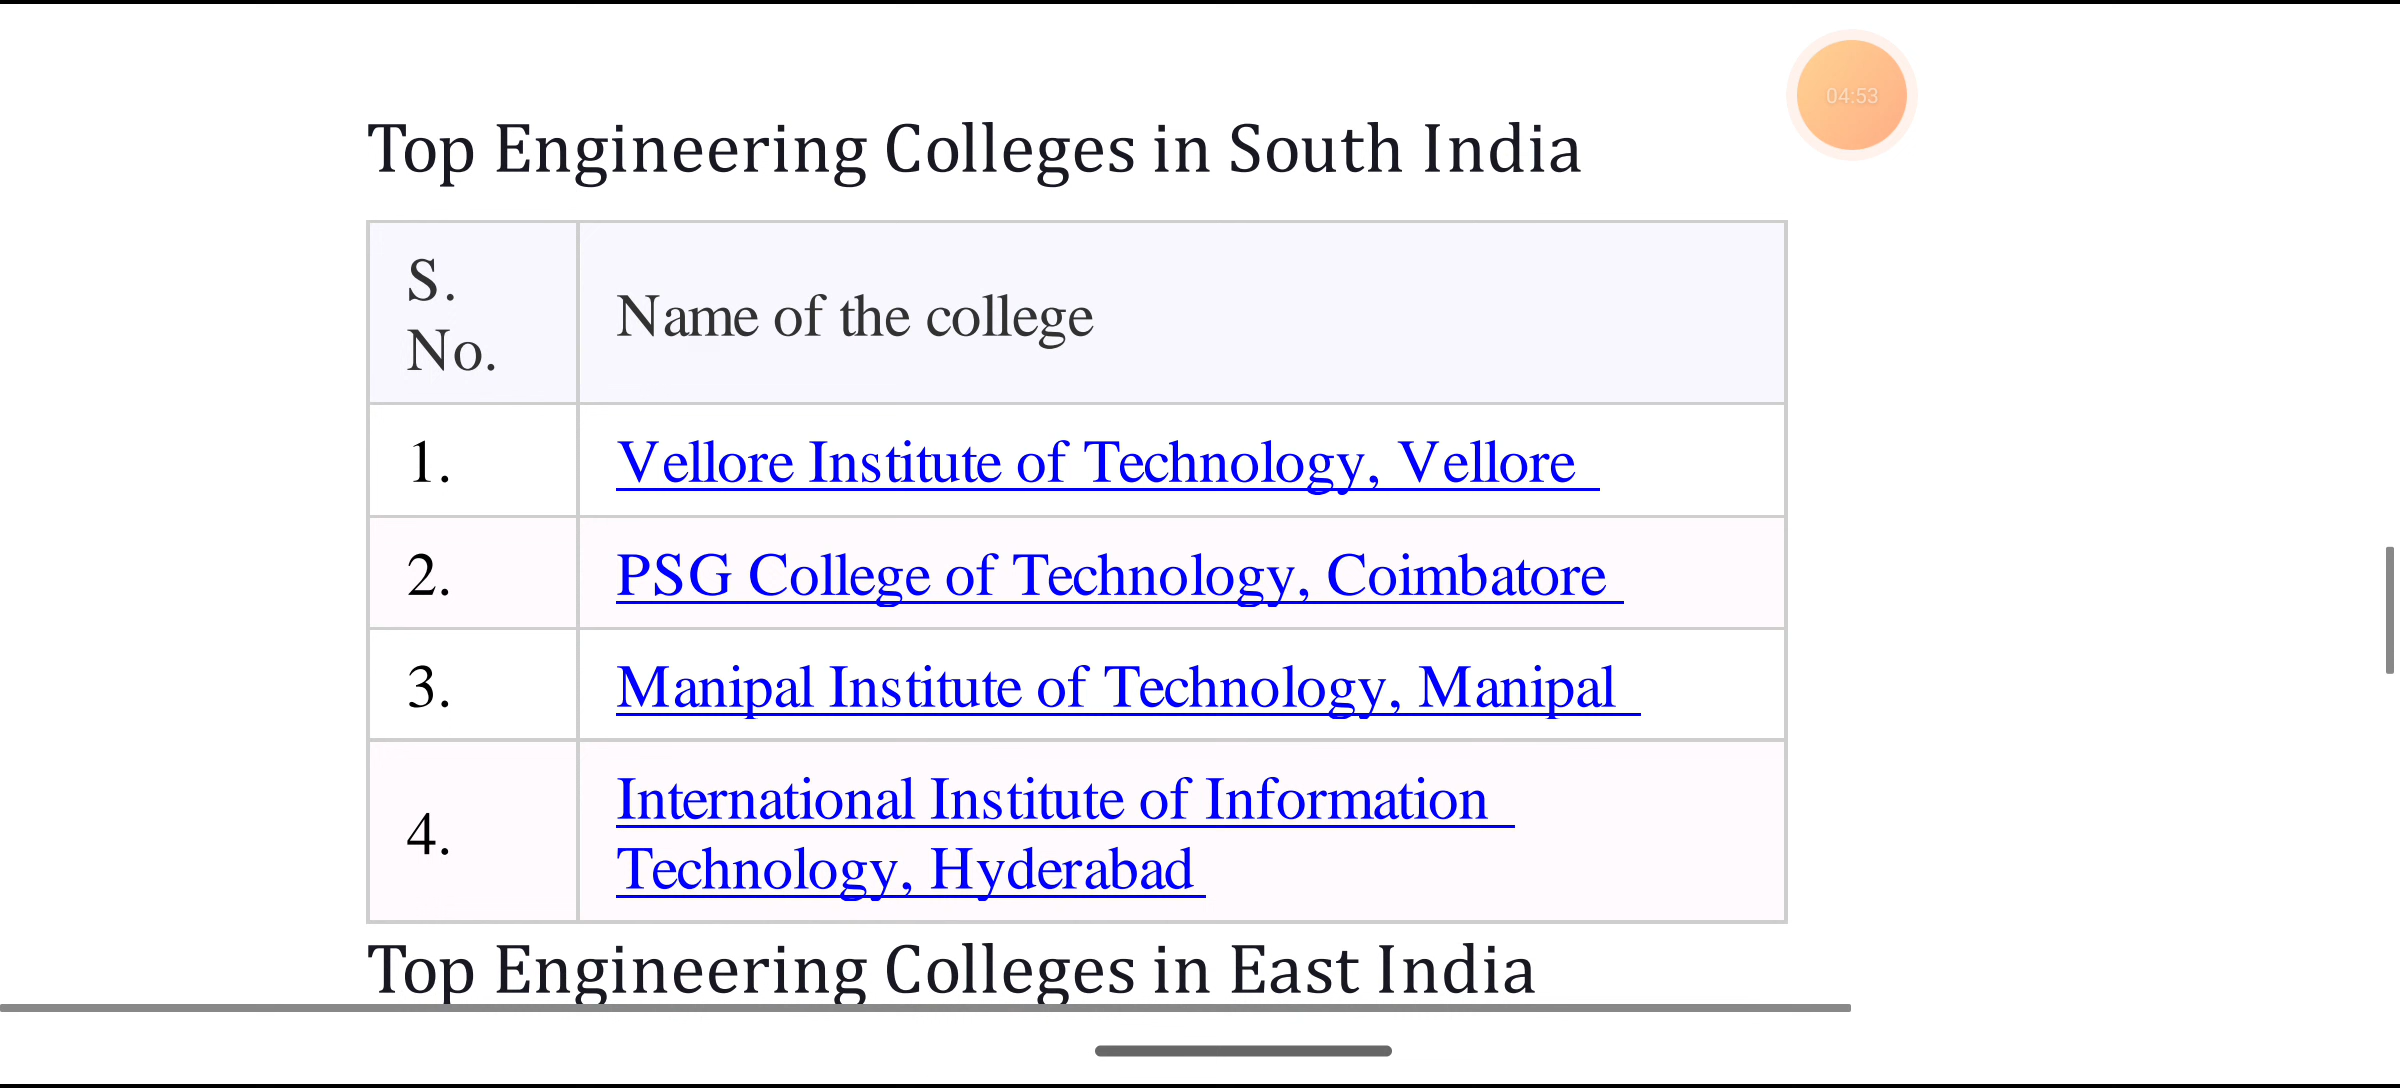 04:53
Top Engineering Colleges in South India
S.
No.
Name of the college
1.
Vellore Institute of Technology, Vellore
2.
PSG College of Technology, Coimbatore
3.
Manipal Institute of Technology, Manipal
4.
International Institute of Information
Technology, Hyderabad
Top Engineering Colleges in East India